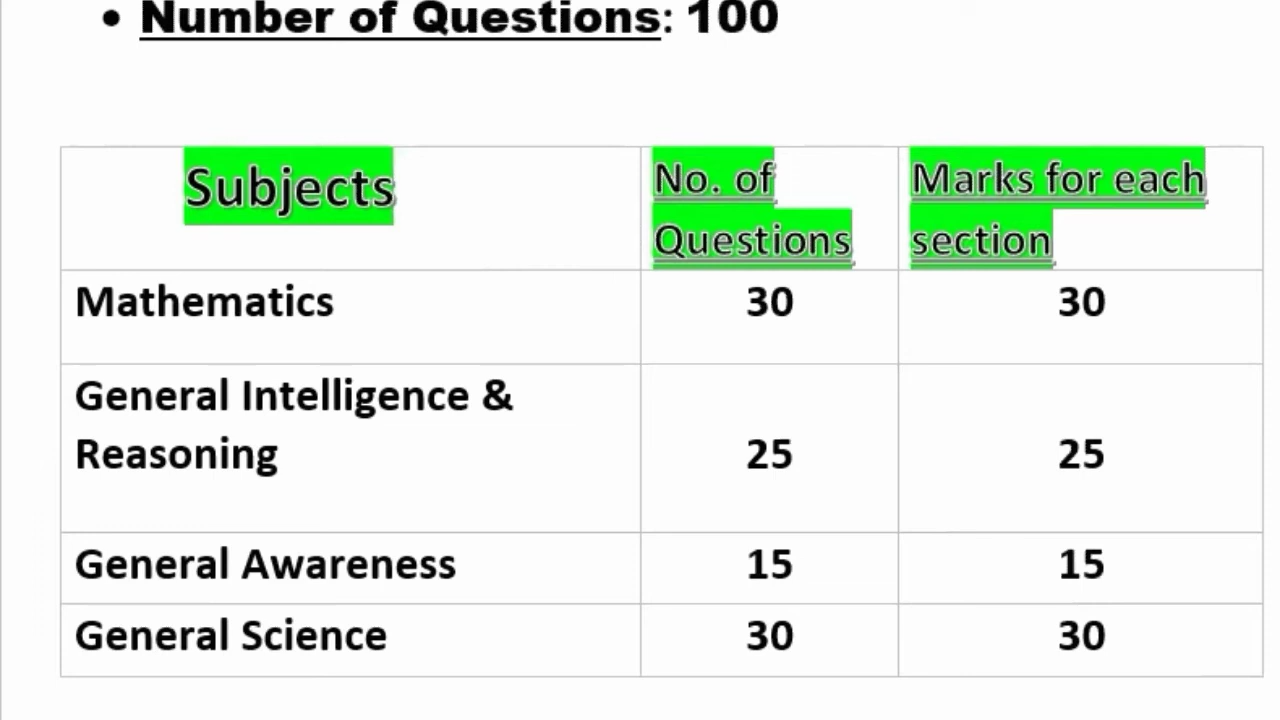 • Number of Questions: 100
Subjects
No. of
Questions
Marks for each
section
Mathematics 30 30
General Intelligence &
Reasoning 25 25
General Awareness 15 15
General Science 30 30